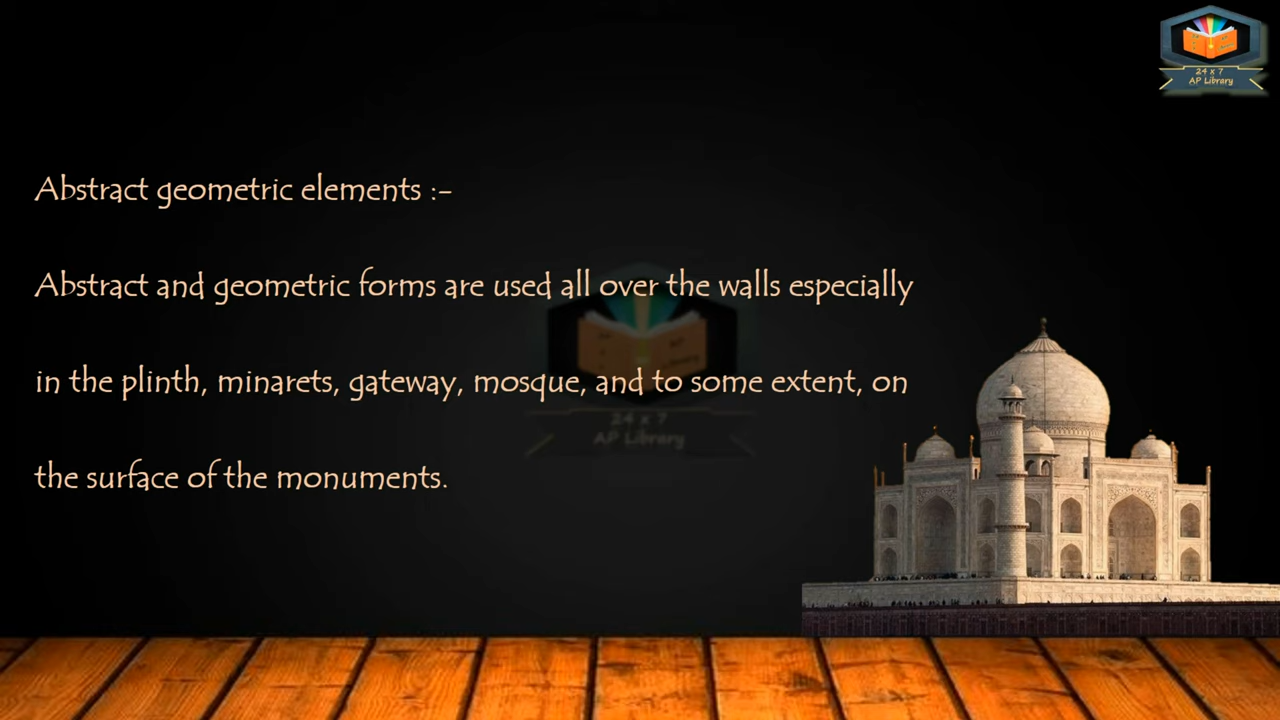 24 x 7
AP Library
Abstract geometric elements :-
Abstract and geometric forms are used all over the walls especially
in the plinth, minarets, gateway, mosque, and to some extent, on
the surface of the monuments.
24 x 7
AP Library